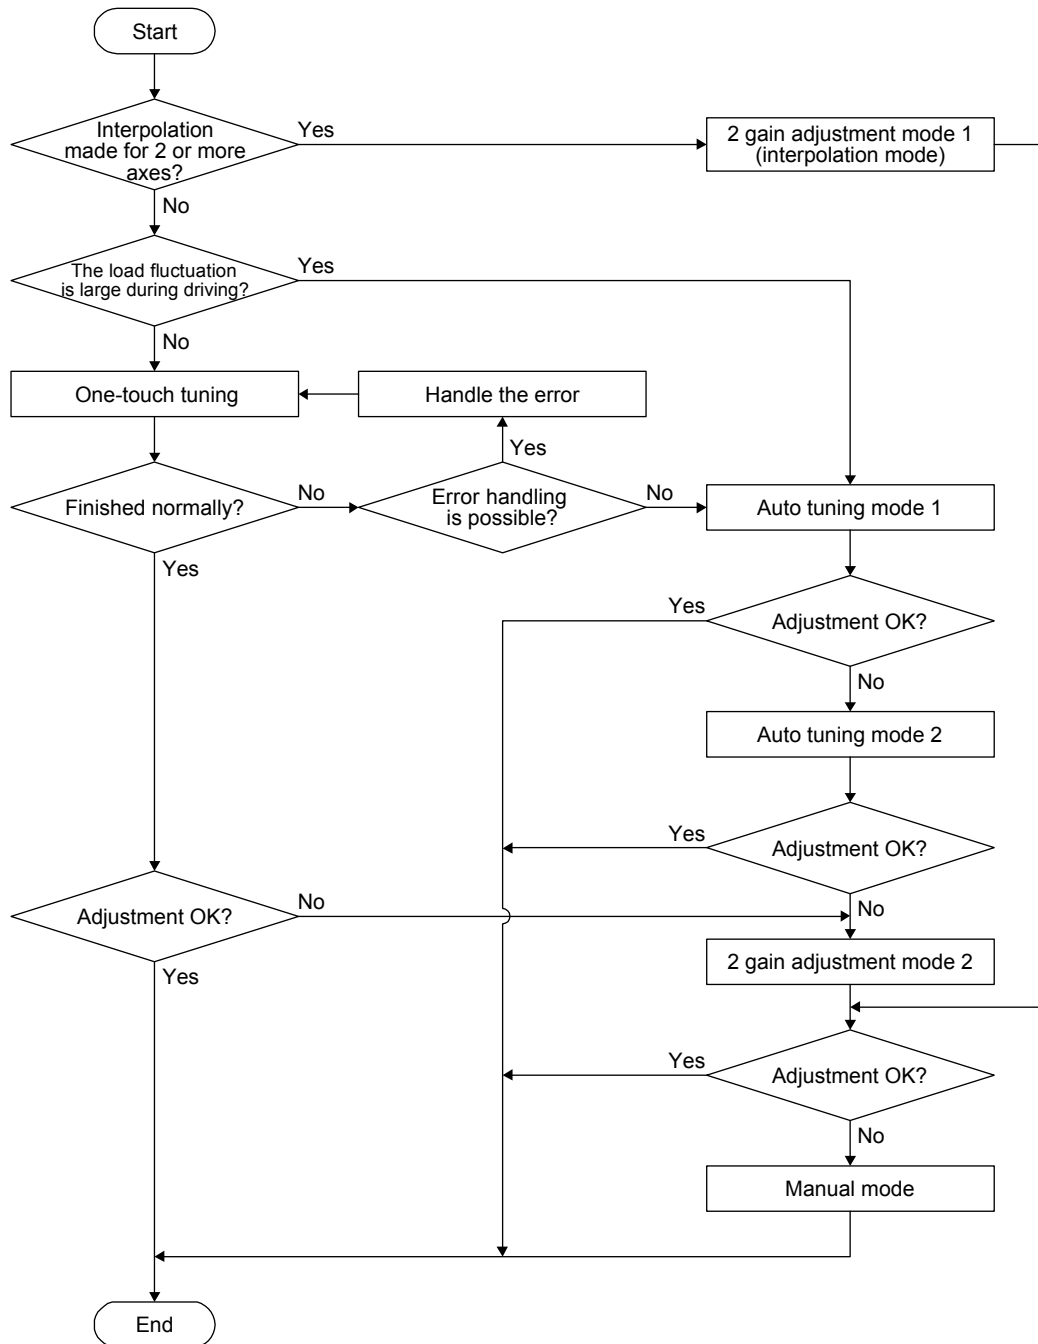 Start
Interpolation
made for 2 or more
axes?
Yes
2 gain adjustment mode 1
(interpolation mode)
No
The load fluctuation
is large during driving?
Yes
No
One-touch tuning
Handle the error
Yes
Finished normally?
No
Error handling
is possible?
No
Auto tuning mode 1
Yes
Yes
Adjustment OK?
No
Auto tuning mode 2
Yes
Adjustment OK?
No
Adjustment OK?
No
Yes
2 gain adjustment mode 2
Yes
Adjustment OK?
No
Manual mode
End